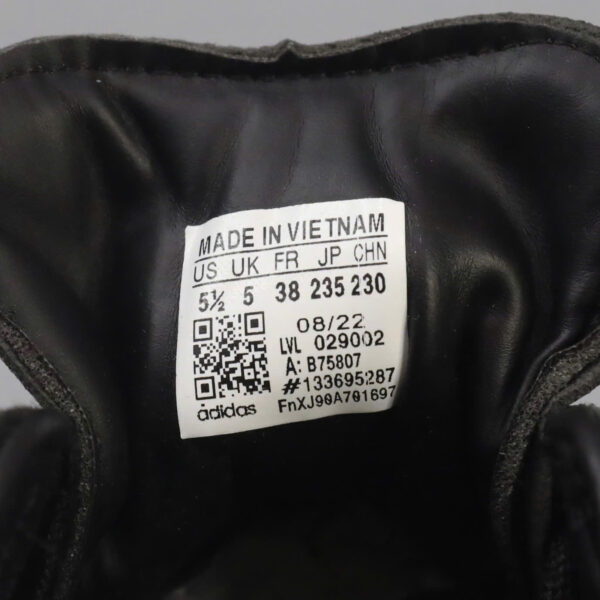 MADE IN VIETNAM
US UK FR JP CHN
5½ 5 38 235 230
08/22
LVL 029002
A: B75807
#133695287
adidas FnXJ90A701697